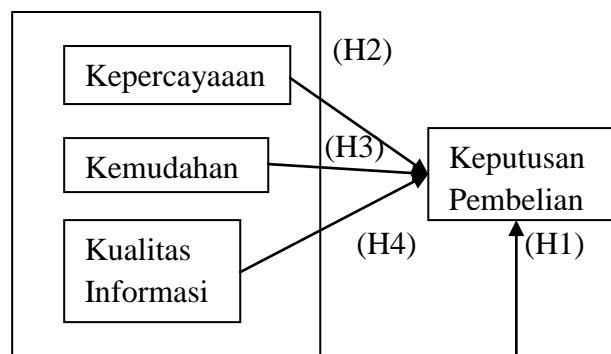 (H2)
Kepercayaaan
(H3)
Kemudahan
Keputusan
Pembelian
Kualitas
Informasi
(H4)
(H1)